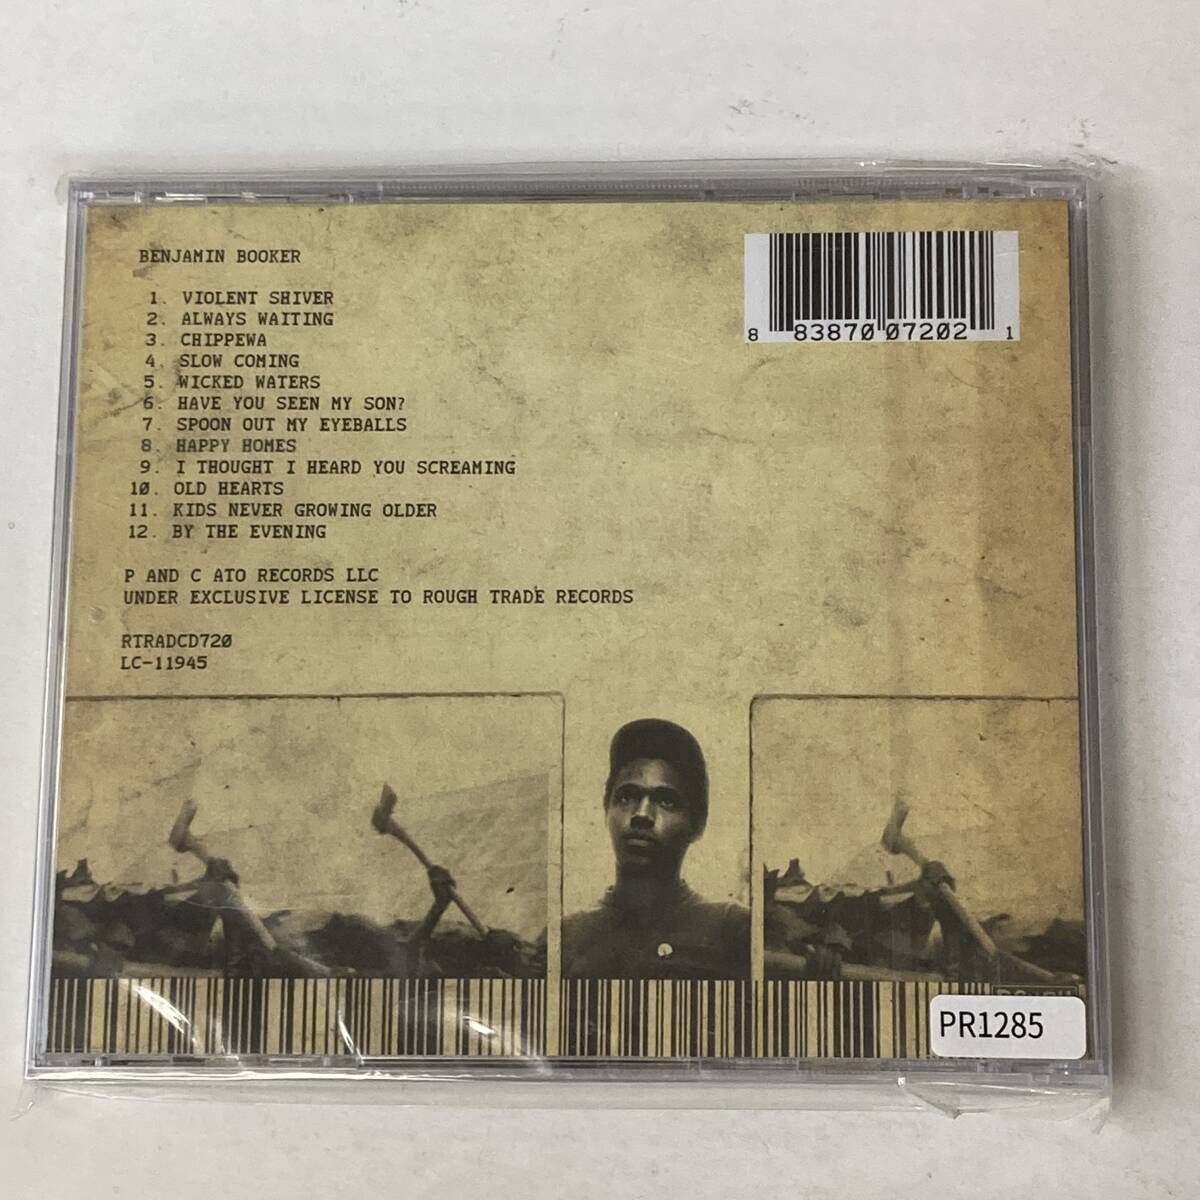 BENJAMIN BOOKER
8 83870 07202 1
1. VIOLENT SHIVER
2. ALWAYS WAITING
3. CHIPPEWA
4. SLOW COMING
5. WICKED WATERS
6. HAVE YOU SEEN MY SON?
7. SPOON OUT MY EYEBALLS
8. HAPPY HOMES
9. I THOUGHT I HEARD YOU SCREAMING
10. OLD HEARTS
11. KIDS NEVER GROWING OLDER
12. BY THE EVENING
P AND C ATO RECORDS LLC
UNDER EXCLUSIVE LICENSE TO ROUGH TRADE RECORDS
RTRADCD720
LC-11945
PR1285